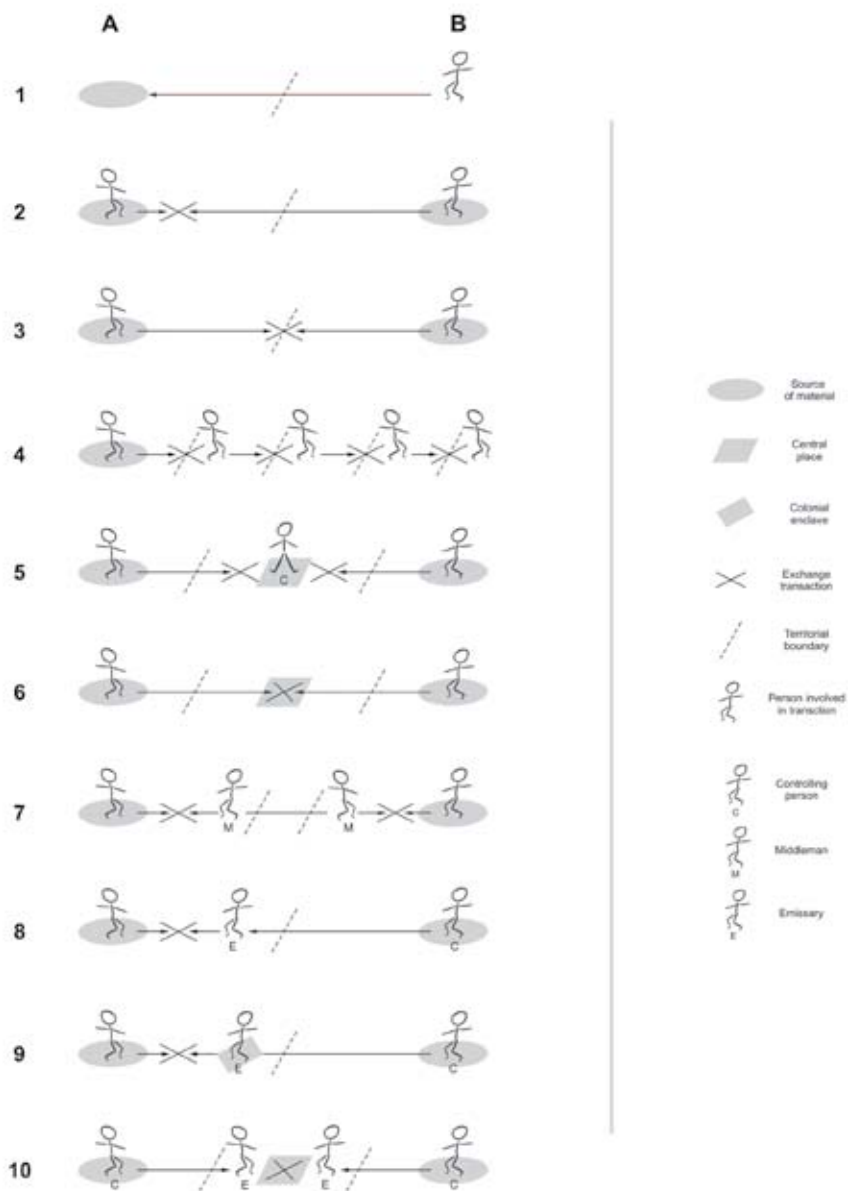 A B
1
2
3
4
5
C
6
7
M M
8
E C
9
E C
10
C E E C
Source
of material
Central
place
Colonial
enclave
Exchange
transaction
Territorial
boundary
Person involved
in transction
C
Controlling
person
M
Middleman
E
Emissary